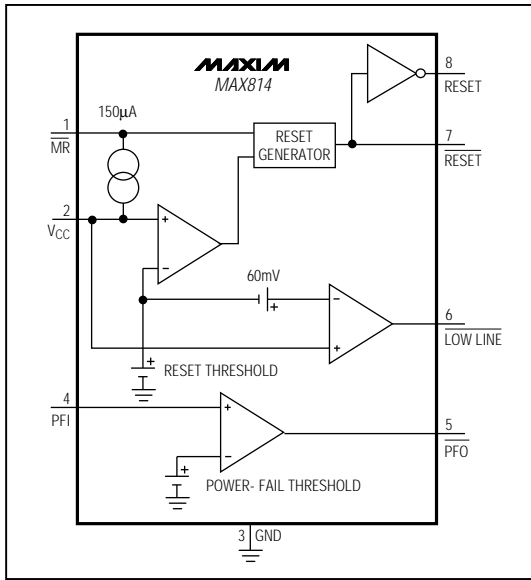 MAXIM
MAX814
8
RESET
150µA
1
MR
RESET
GENERATOR
7
RESET
2
VCC
+
−
60mV
+
−
+
6
LOW LINE
+
RESET THRESHOLD
4
PFI
+
−
5
PFO
+
POWER- FAIL THRESHOLD
3 GND